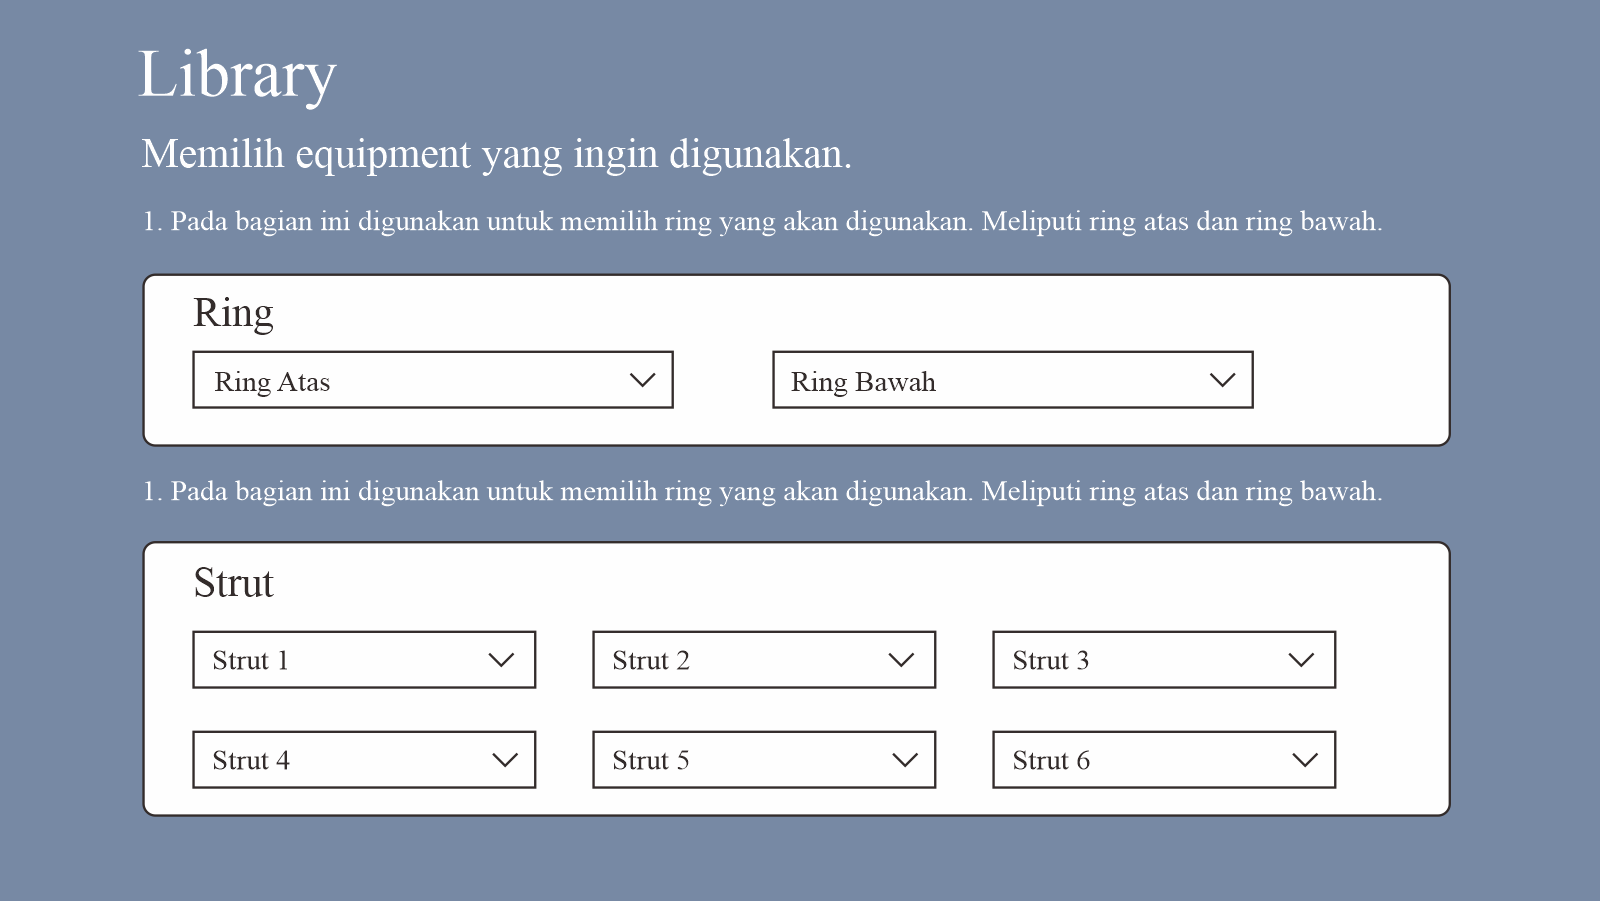 Library
Memilih equipment yang ingin digunakan.
1. Pada bagian ini digunakan untuk memilih ring yang akan digunakan. Meliputi ring atas dan ring bawah.
Ring
Ring Atas
Ring Bawah
1. Pada bagian ini digunakan untuk memilih ring yang akan digunakan. Meliputi ring atas dan ring bawah.
Strut
Strut 1
Strut 2
Strut 3
Strut 4
Strut 5
Strut 6